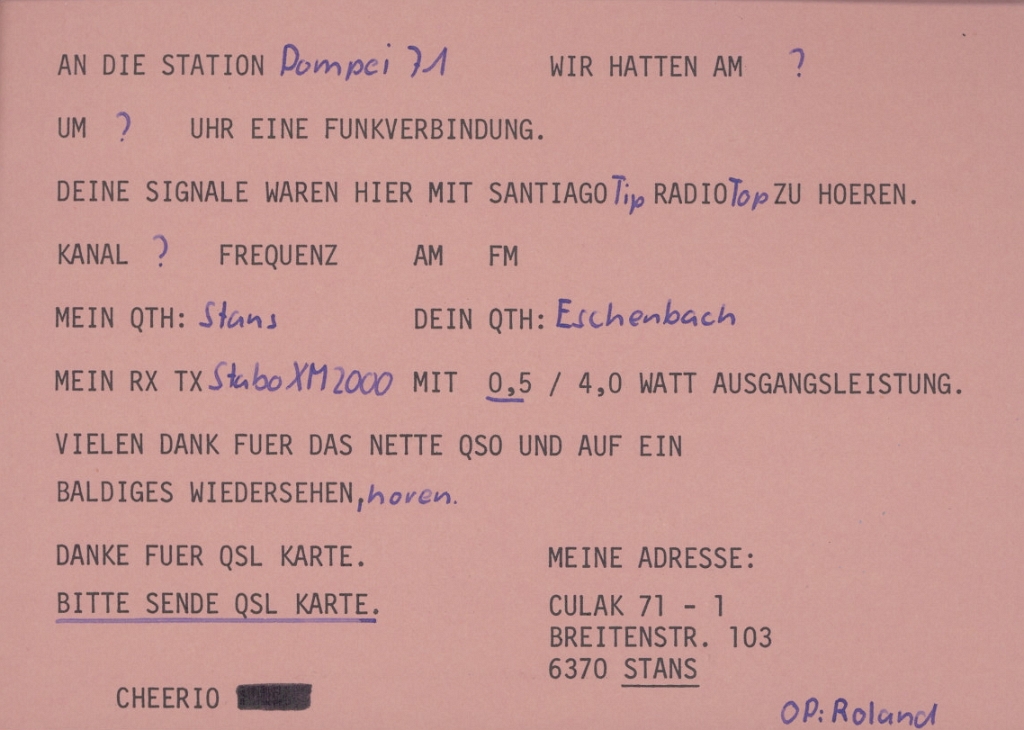 AN DIE STATION Pompei 71 WIR HATTEN AM ?
UM ? UHR EINE FUNKVERBINDUNG.
DEINE SIGNALE WAREN HIER MIT SANTIAGO Tip RADIO Top ZU HOEREN.
KANAL ? FREQUENZ AM FM
MEIN QTH: Stans DEIN QTH: Eschenbach
MEIN RX TX Stabo XM2000 MIT 0,5 / 4,0 WATT AUSGANGSLEISTUNG.
VIELEN DANK FUER DAS NETTE QSO UND AUF EIN
BALDIGES WIEDERSEHEN, horen.
DANKE FUER QSL KARTE.
BITTE SENDE QSL KARTE.
CHEERIO
MEINE ADRESSE:
CULAK 71 - 1
BREITENSTR. 103
6370 STANS
OP: Roland